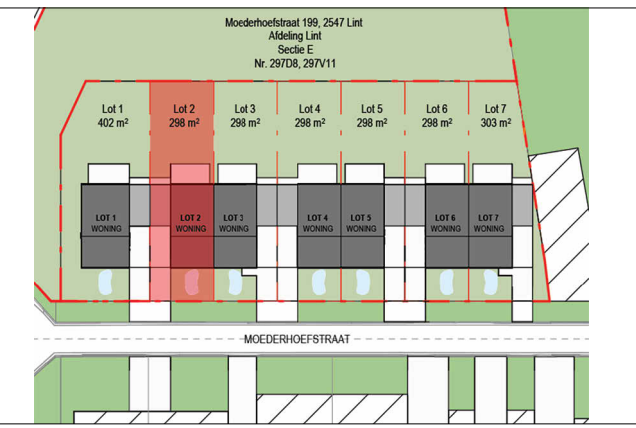 Moederhoefstraat 199, 2547 Lint
Afdeling Lint
Sectie E
Nr. 297D8, 297V11
Lot 1
402 m²
Lot 2
298 m²
Lot 3
298 m²
Lot 4
298 m²
Lot 5
298 m²
Lot 6
298 m²
Lot 7
303 m²
LOT 1
WONING
LOT 2
WONING
LOT 3
WONING
LOT 4
WONING
LOT 5
WONING
LOT 6
WONING
LOT 7
WONING
MOEDERHOEFSTRAAT